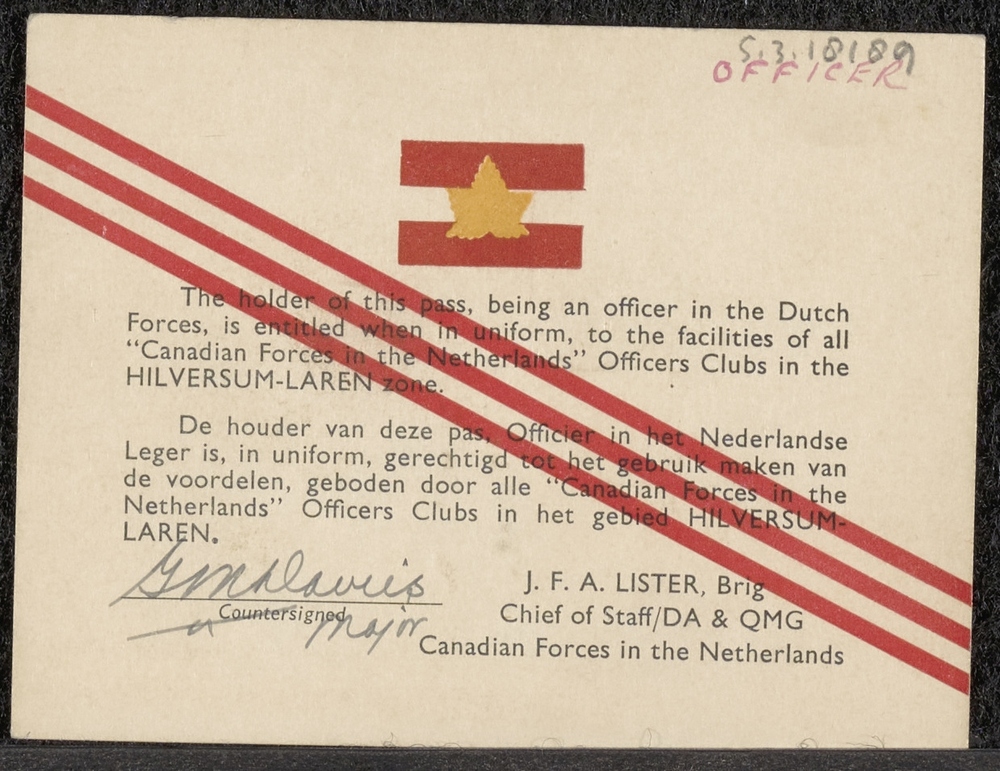 S.3.18189
OFFICER
The holder of this pass, being an officer in the Dutch
Forces, is entitled when in uniform, to the facilities of all
“Canadian Forces in the Netherlands” Officers Clubs in the
HILVERSUM-LAREN zone.
De houder van deze pas, Officier in het Nederlandse
Leger is, in uniform, gerechtigd tot het gebruik maken van
de voordelen, geboden door alle “Canadian Forces in the
Netherlands” Officers Clubs in het gebied HILVERSUM-
LAREN.
Davies
Countersigned
Major
J. F. A. LISTER, Brig
Chief of Staff/DA & QMG
Canadian Forces in the Netherlands